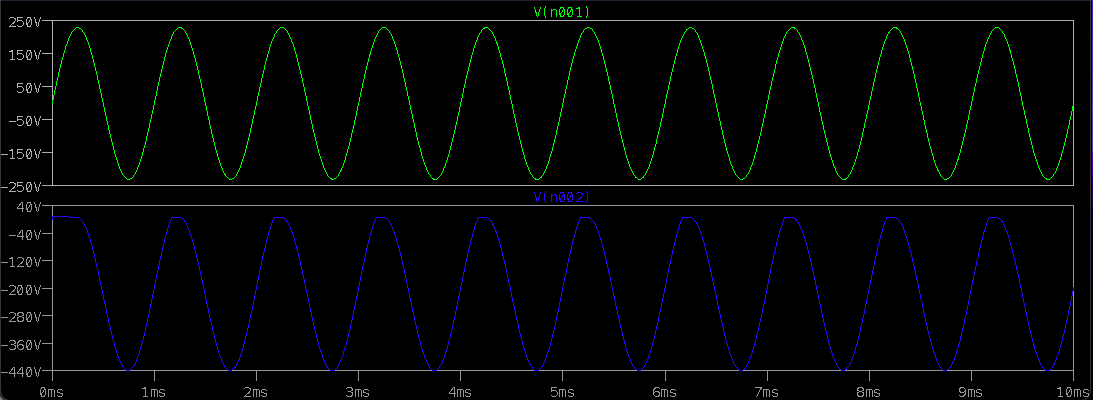 V(n001)
250V
150V
50V
-50V
-150V
-250V
V(n002)
40V
-40V
-120V
-200V
-280V
-360V
-440V
0ms 1ms 2ms 3ms 4ms 5ms 6ms 7ms 8ms 9ms 10ms